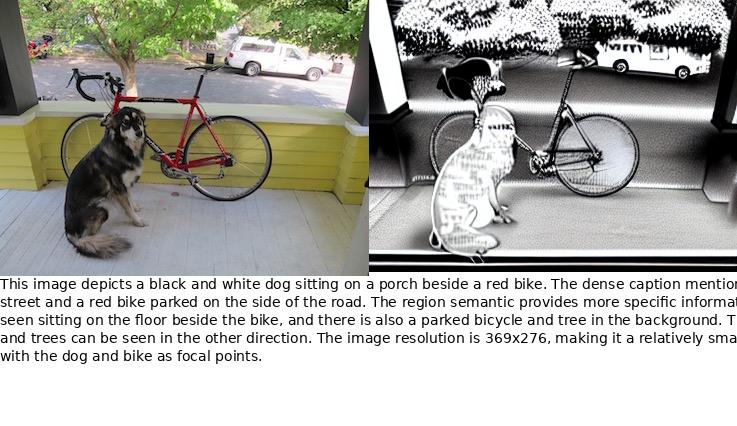 This image depicts a black and white dog sitting on a porch beside a red bike. The dense caption mention
street and a red bike parked on the side of the road. The region semantic provides more specific informat
seen sitting on the floor beside the bike, and there is also a parked bicycle and tree in the background. T
and trees can be seen in the other direction. The image resolution is 369x276, making it a relatively sma
with the dog and bike as focal points.